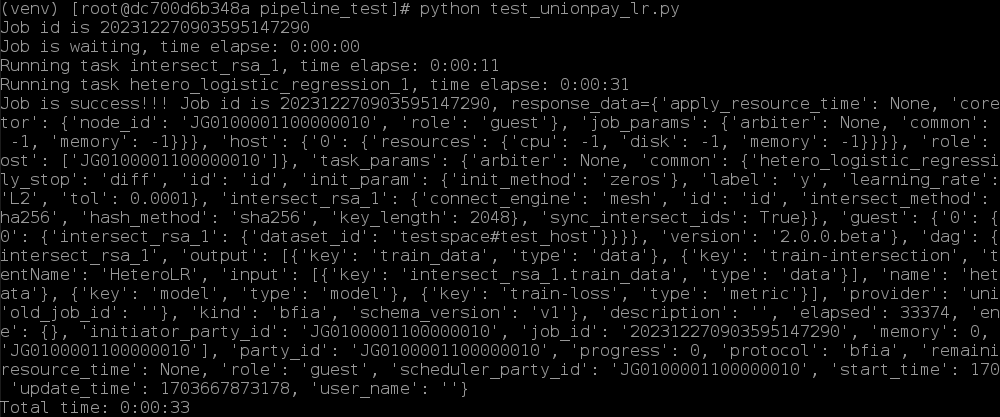 (venv) [root@dc700d6b348a pipeline_test]# python test_unionpay_lr.py
Job id is 202312270903595147290
Job is waiting, time elapse: 0:00:00
Running task intersect_rsa_1, time elapse: 0:00:11
Running task hetero_logistic_regression_1, time elapse: 0:00:31
Job is success!!! Job id is 202312270903595147290, response_data={'apply_resource_time': None, 'core
tor': {'node_id': 'JG0100001100000010', 'role': 'guest'}, 'job_params': {'arbiter': None, 'common':
 -1, 'memory': -1}}}, 'host': {'0': {'resources': {'cpu': -1, 'disk': -1, 'memory': -1}}}}, 'role':
ost': ['JG0100001100000010']}, 'task_params': {'arbiter': None, 'common': {'hetero_logistic_regressi
ly_stop': 'diff', 'id': 'id', 'init_param': {'init_method': 'zeros'}, 'label': 'y', 'learning_rate':
'L2', 'tol': 0.0001}, 'intersect_rsa_1': {'connect_engine': 'mesh', 'id': 'id', 'intersect_method':
ha256', 'hash_method': 'sha256', 'key_length': 2048}, 'sync_intersect_ids': True}}, 'guest': {'0': {
0': {'intersect_rsa_1': {'dataset_id': 'testspace#test_host'}}}}, 'version': '2.0.0.beta'}, 'dag': {
intersect_rsa_1', 'output': [{'key': 'train_data', 'type': 'data'}, {'key': 'train-intersection', 't
entName': 'HeteroLR', 'input': [{'key': 'intersect_rsa_1.train_data', 'type': 'data'}], 'name': 'het
ata'}, {'key': 'model', 'type': 'model'}, {'key': 'train-loss', 'type': 'metric'}], 'provider': 'uni
'old_job_id': ''}, 'kind': 'bfia', 'schema_version': 'v1'}, 'description': '', 'elapsed': 33374, 'en
e': {}, 'initiator_party_id': 'JG0100001100000010', 'job_id': '202312270903595147290', 'memory': 0,
'JG0100001100000010'], 'party_id': 'JG0100001100000010', 'progress': 0, 'protocol': 'bfia', 'remaini
resource_time': None, 'role': 'guest', 'scheduler_party_id': 'JG0100001100000010', 'start_time': 170
 'update_time': 1703667873178, 'user_name': ''}
Total time: 0:00:33